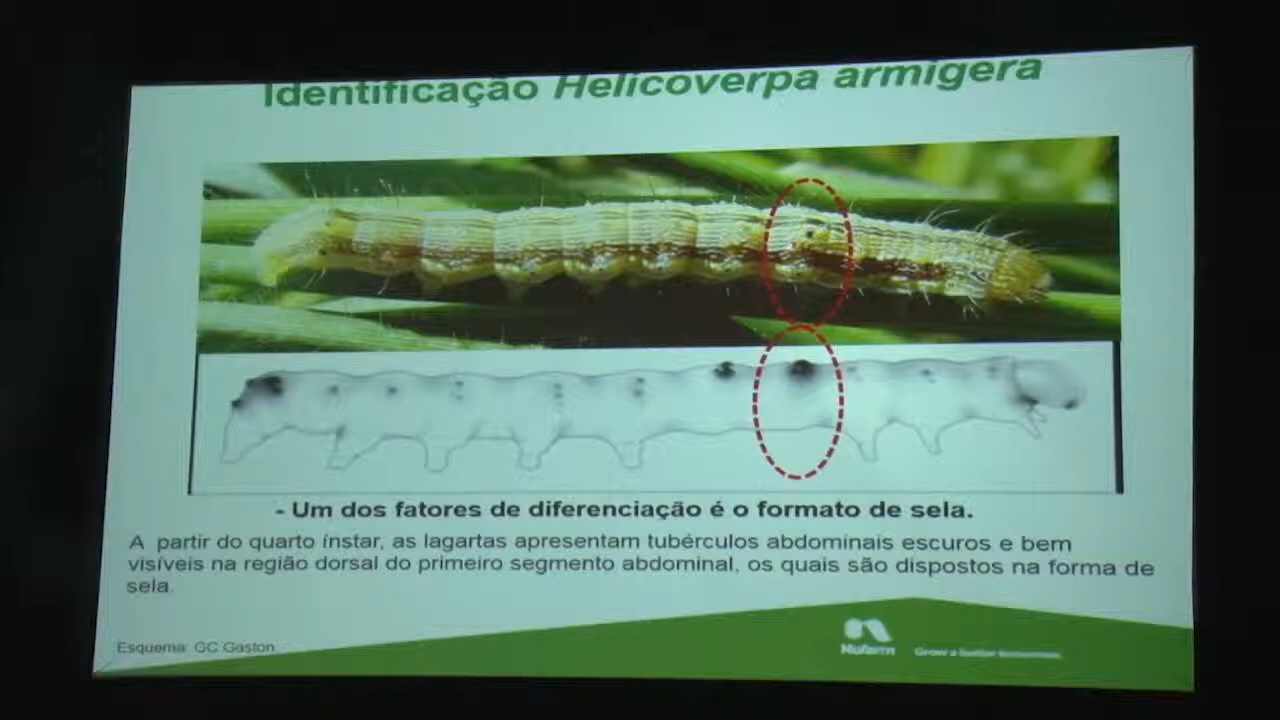 Identificação Helicoverpa armigera
- Um dos fatores de diferenciação é o formato de sela.
A partir do quarto ínstar, as lagartas apresentam tubérculos abdominais escuros e bem
visíveis na região dorsal do primeiro segmento abdominal, os quais são dispostos na forma de
sela.
Esquema: GC Gaston
Nufarm
Grow a better tomorrow.